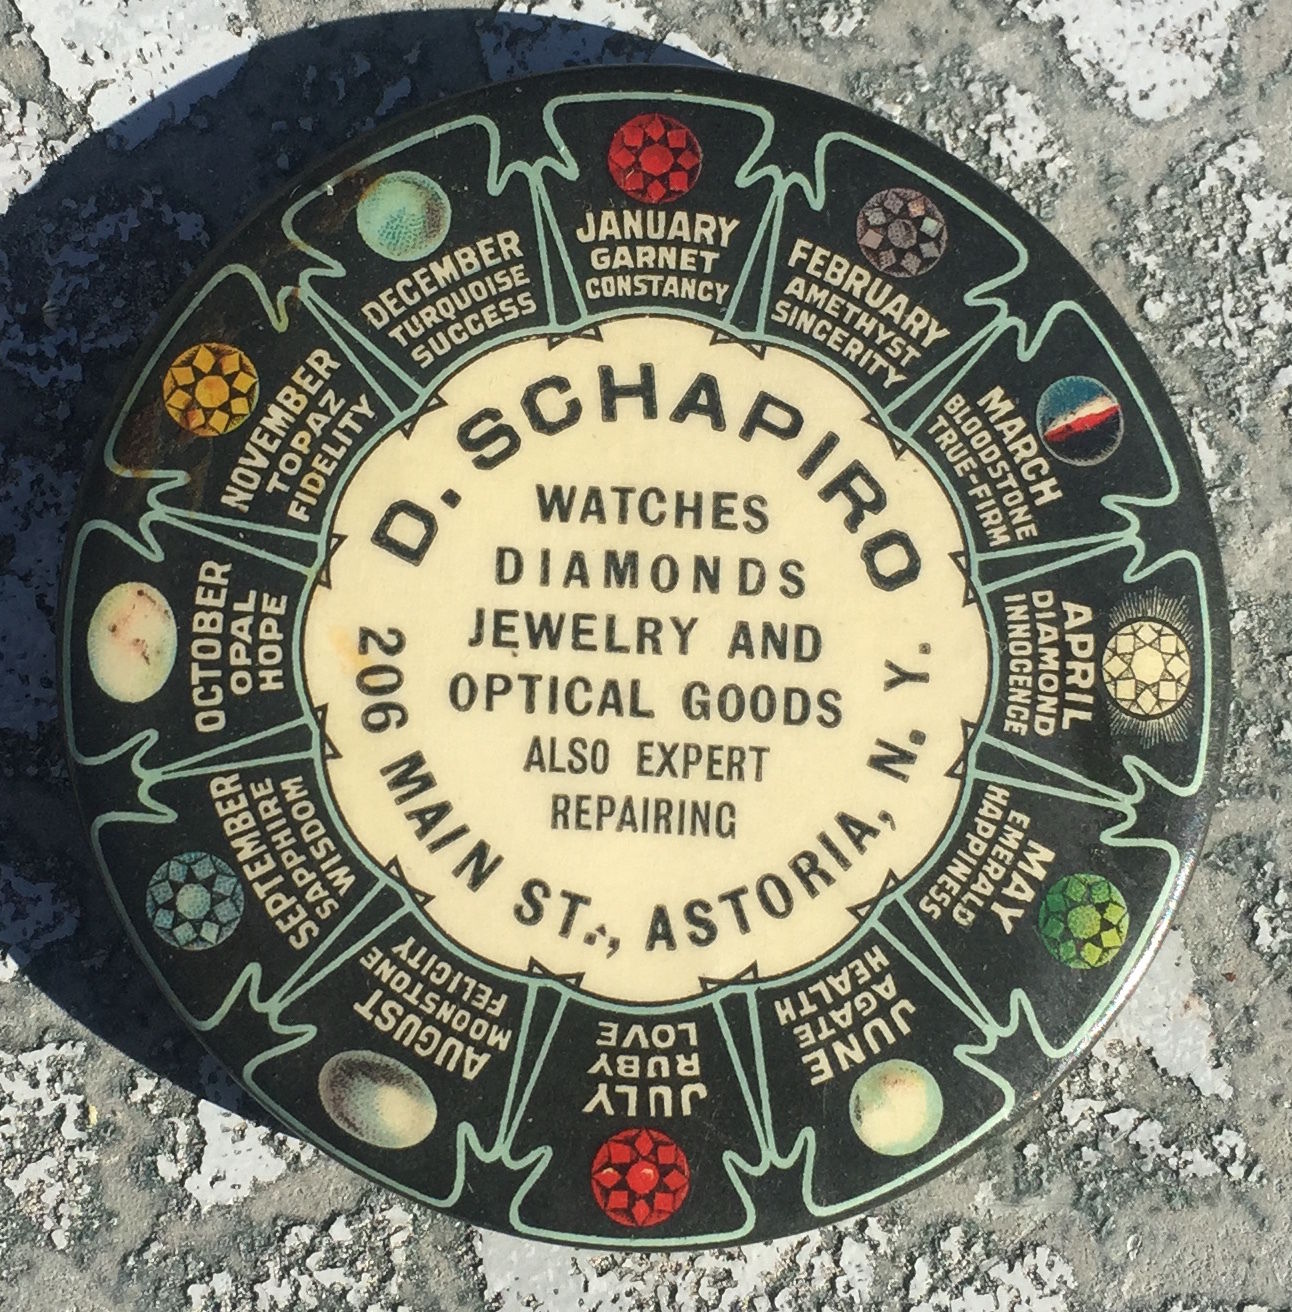 D. SCHAPIRO
WATCHES
DIAMONDS
JEWELRY AND
OPTICAL GOODS
ALSO EXPERT
REPAIRING
206 MAIN ST., ASTORIA, N.Y.
JANUARY
GARNET
CONSTANCY
FEBRUARY
AMETHYST
SINCERITY
MARCH
BLOODSTONE
TRUE-FIRM
APRIL
DIAMOND
INNOCENCE
MAY
EMERALD
HAPPINESS
JUNE
AGATE
HEALTH
JULY
RUBY
LOVE
AUGUST
MOONSTONE
FELICITY
SEPTEMBER
SAPPHIRE
WISDOM
OCTOBER
OPAL
HOPE
NOVEMBER
TOPAZ
FIDELITY
DECEMBER
TURQUOISE
SUCCESS